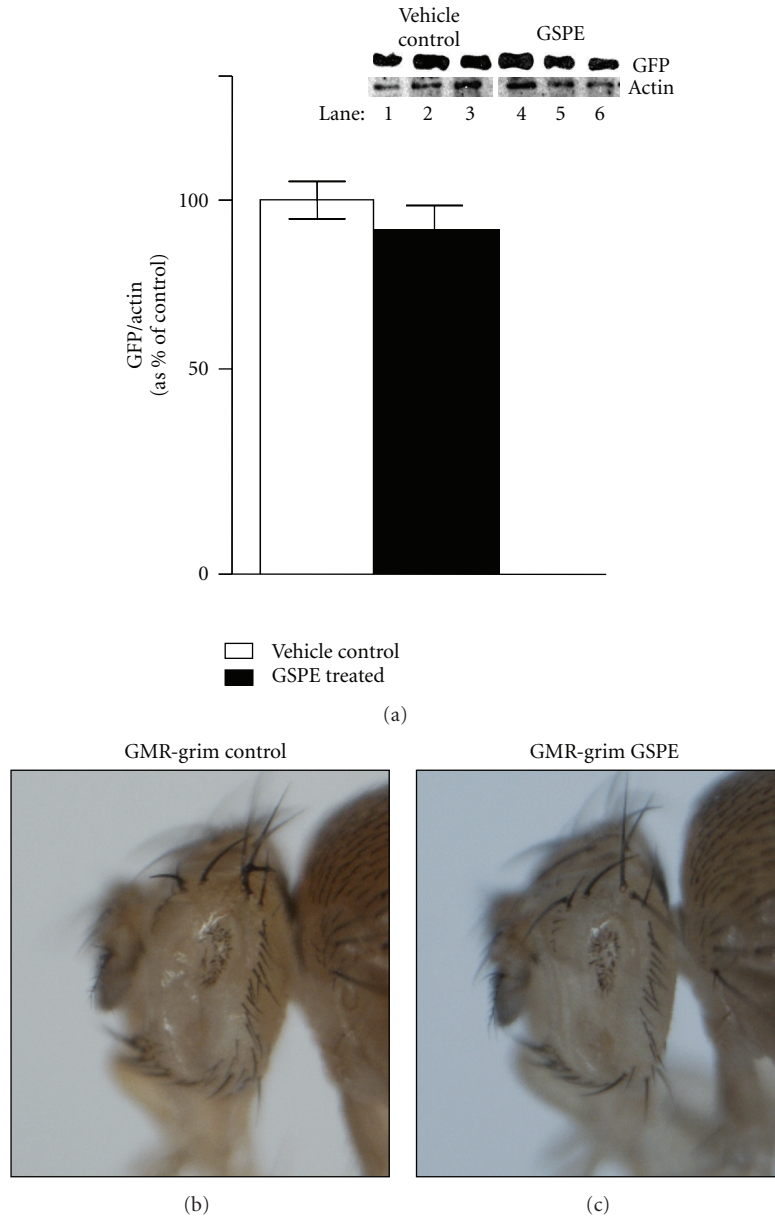 Vehicle
control
GSPE
GFP
Actin
Lane: 1 2 3 4 5 6
100
50
0
GFP/actin
(as % of control)
Vehicle control
GSPE treated
(a)
GMR-grim control
GMR-grim GSPE
(b)
(c)